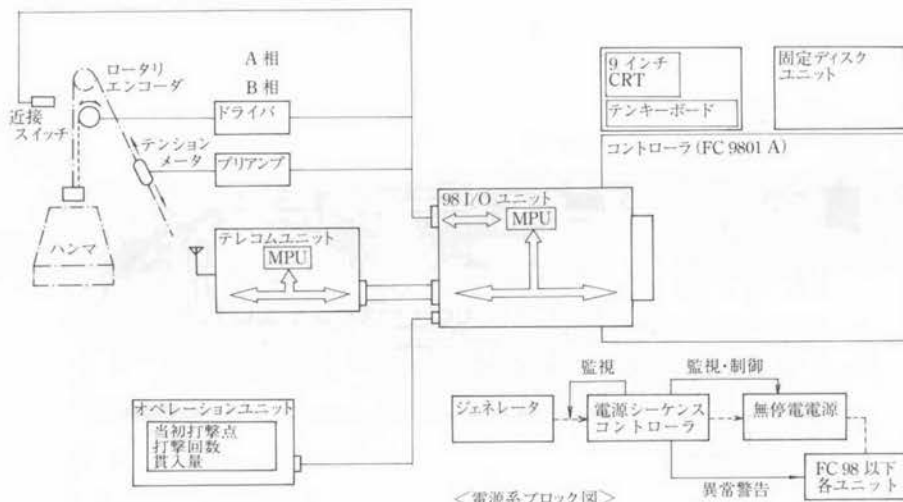 ロータリ
エンコーダ
近接
スイッチ
A 相
B 相
ドライバ
テンション
メータ
プリアンプ
ハンマ
テレコムユニット
MPU
98 I/O ユニット
MPU
9 インチ
CRT
テンキーボード
固定ディスク
ユニット
コントローラ (FC 9801 A)
オペレーションユニット
当初打撃点
打撃回数
貫入量
監視
監視・制御
ジェネレータ
電源シーケンス
コントローラ
無停電電源
異常警告
FC 98 以下
各ユニット
<電源系ブロック図>